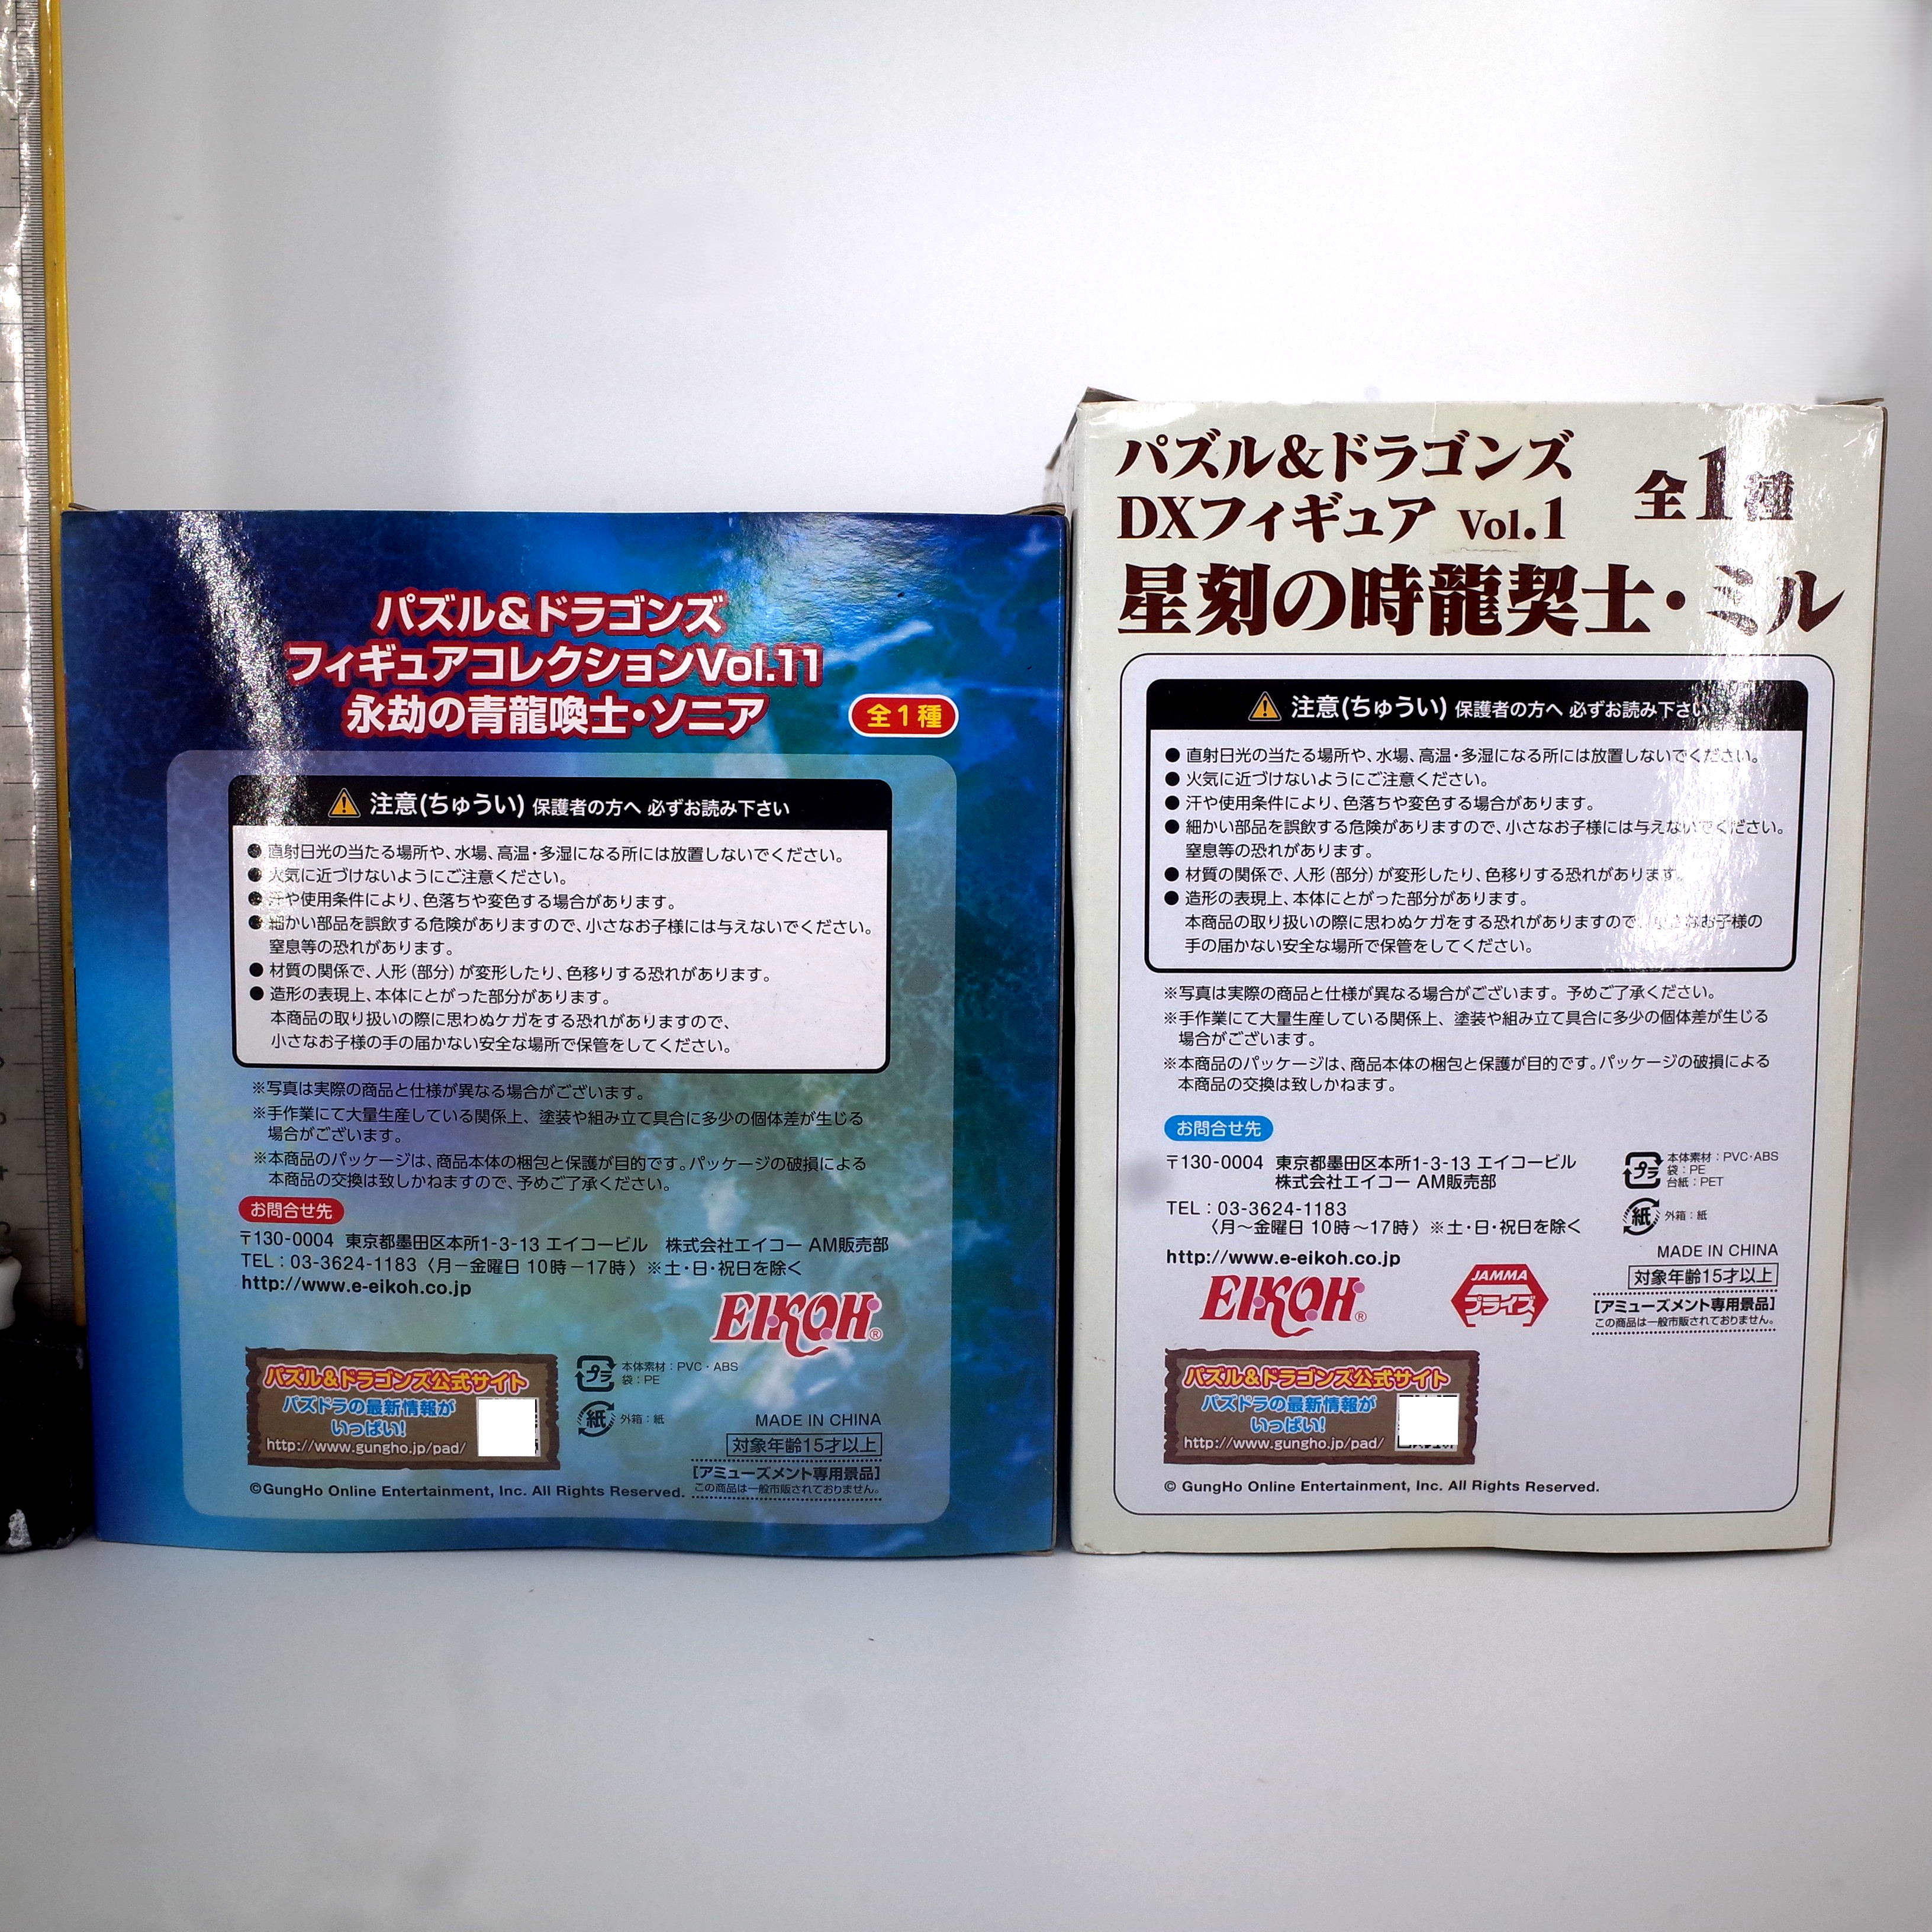 パズル&ドラゴンズ
フィギュアコレクションVol.11
永劫の青龍喚士・ソニア
全1種
注意(ちゅうい) 保護者の方へ 必ずお読み下さい
● 直射日光の当たる場所や、水場、高温・多湿になる所には放置しないでください。
● 火気に近づけないようにご注意ください。
● 汗や使用条件により、色落ちや変色する場合があります。
● 細かい部品を誤飲する危険がありますので、小さなお子様には与えないでください。
窒息等の恐れがあります。
● 材質の関係で、人形(部分)が変形したり、色移りする恐れがあります。
● 造形の表現上、本体にとがった部分があります。
本商品の取り扱いの際に思わぬケガをする恐れがありますので、
小さなお子様の手の届かない安全な場所で保管をしてください。
※写真は実際の商品と仕様が異なる場合がございます。
※手作業にて大量生産している関係上、塗装や組み立て具合に多少の個体差が生じる
場合がございます。
※本商品のパッケージは、商品本体の梱包と保護が目的です。パッケージの破損による
本商品の交換は致しかねますので、予めご了承ください。
お問合せ先
〒130-0004 東京都墨田区本所1-3-13 エイコービル 株式会社エイコー AM販売部
TEL:03-3624-1183〈月−金曜日 10時−17時〉※土・日・祝日を除く
http://www.e-eikoh.co.jp
EIKOH®
パズル&ドラゴンズ公式サイト
パズドラの最新情報が
いっぱい!
http://www.gungho.jp/pad/
プラ
本体素材:PVC・ABS
袋:PE
紙
外箱:紙
MADE IN CHINA
対象年齢15才以上
[アミューズメント専用景品]
この商品は一般市販されておりません。
©GungHo Online Entertainment, Inc. All Rights Reserved.
パズル&ドラゴンズ
DXフィギュア Vol.1
全1種
星刻の時龍契士・ミル
注意(ちゅうい) 保護者の方へ 必ずお読み下さい
● 直射日光の当たる場所や、水場、高温・多湿になる所には放置しないでください。
● 火気に近づけないようにご注意ください。
● 汗や使用条件により、色落ちや変色する場合があります。
● 細かい部品を誤飲する危険がありますので、小さなお子様には与えないでください。
窒息等の恐れがあります。
● 材質の関係で、人形(部分)が変形したり、色移りする恐れがあります。
● 造形の表現上、本体にとがった部分があります。
本商品の取り扱いの際に思わぬケガをする恐れがありますので、小さなお子様の
手の届かない安全な場所で保管をしてください。
※写真は実際の商品と仕様が異なる場合がございます。予めご了承ください。
※手作業にて大量生産している関係上、塗装や組み立て具合に多少の個体差が生じる
場合がございます。
※本商品のパッケージは、商品本体の梱包と保護が目的です。パッケージの破損による
本商品の交換は致しかねます。
お問合せ先
〒130-0004 東京都墨田区本所1-3-13 エイコービル
株式会社エイコー AM販売部
TEL:03-3624-1183
〈月〜金曜日 10時〜17時〉※土・日・祝日を除く
http://www.e-eikoh.co.jp
プラ
本体素材:PVC・ABS
袋:PE
台紙:PET
紙
外箱:紙
MADE IN CHINA
対象年齢15才以上
[アミューズメント専用景品]
この商品は一般市販されておりません。
EIKOH®
JAMMA
プライズ
パズル&ドラゴンズ公式サイト
パズドラの最新情報が
いっぱい!
http://www.gungho.jp/pad/
© GungHo Online Entertainment, Inc. All Rights Reserved.